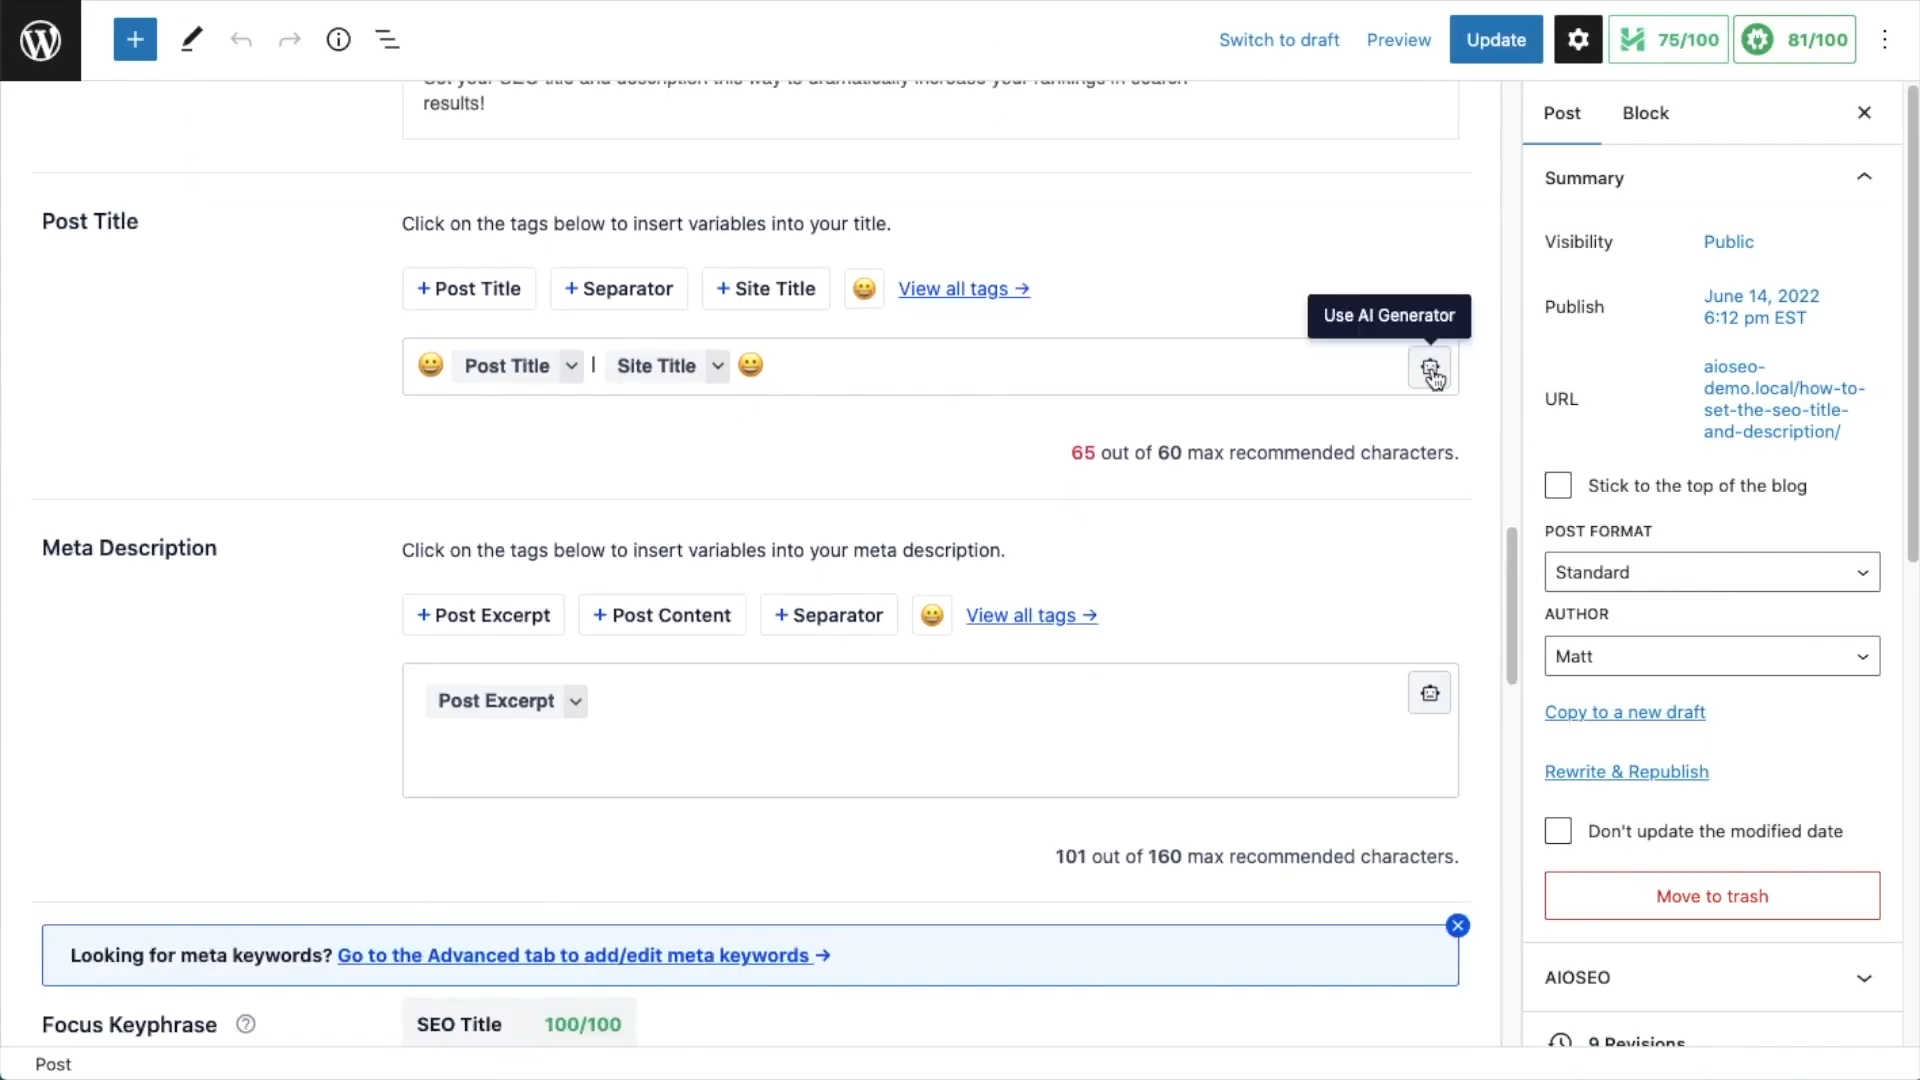 Switch to draft
Preview
Update
75/100
81/100
Set your SEO title and description this way to dramatically increase your rankings in search
results!
Post Title
Click on the tags below to insert variables into your title.
+ Post Title
+ Separator
+ Site Title
View all tags →
Use AI Generator
😀 Post Title | Site Title 😀
65 out of 60 max recommended characters.
Meta Description
Click on the tags below to insert variables into your meta description.
+ Post Excerpt
+ Post Content
+ Separator
View all tags →
Post Excerpt
101 out of 160 max recommended characters.
Looking for meta keywords? Go to the Advanced tab to add/edit meta keywords →
Focus Keyphrase
SEO Title 100/100
Post
Post
Block
Summary
Visibility
Public
Publish
June 14, 2022
6:12 pm EST
URL
aioseo-
demo.local/how-to-
set-the-seo-title-
and-description/
Stick to the top of the blog
POST FORMAT
Standard
AUTHOR
Matt
Copy to a new draft
Rewrite & Republish
Don't update the modified date
Move to trash
AIOSEO
9 Revisions